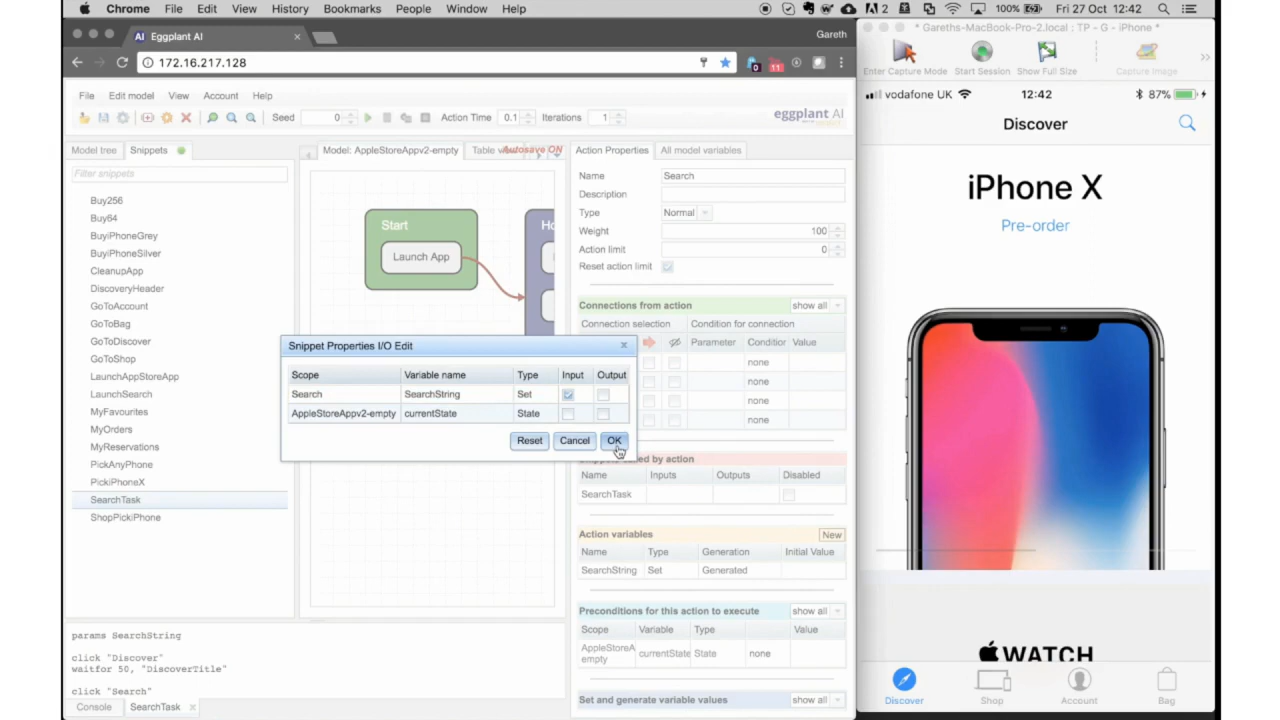 Chrome File Edit View History Bookmarks People Window Help
2 100% Fri 27 Oct 12:42
Eggplant AI
Gareth
172.16.217.128
0 11
File Edit model View Account Help
Seed 0 Action Time 0.1 Iterations 1
eggplant AI
Model tree Snippets
Model: AppleStoreAppv2-empty Table Autosave ON
Action Properties All model variables
Filter snippets
Buy256
Buy64
BuyiPhoneGrey
BuyiPhoneSilver
CleanupApp
DiscoveryHeader
GoToAccount
GoToBag
GoToDiscover
GoToShop
LaunchAppStoreApp
LaunchSearch
MyFavourites
MyOrders
MyReservations
PickAnyPhone
PickiPhoneX
SearchTask
ShopPickiPhone
Start
Launch App
Ho
Name Search
Description
Type Normal
Weight 100
Action limit 0
Reset action limit
Connections from action show all
Connection selection Condition for connection
Parameter Condition Value
none
none
none
none
Snippet Properties I/O Edit
Scope Variable name Type Input Output
Search SearchString Set
AppleStoreAppv2-empty currentState State
Reset Cancel OK
by action
Name Inputs Outputs Disabled
SearchTask
Action variables New
Name Type Generation Initial Value
SearchString Set Generated
Preconditions for this action to execute show all
Scope Variable Type Value
AppleStoreA
empty
currentState State none
Set and generate variable values show all
params SearchString
click "Discover"
waitfor 50, "DiscoverTitle"
click "Search"
Console SearchTask
* Gareths-MacBook-Pro-2.local : TP - G - iPhone *
Enter Capture Mode Start Session Show Full Size Capture Image
vodafone UK 12:42 87%
Discover
iPhone X
Pre-order
WATCH
Discover Shop Account Bag